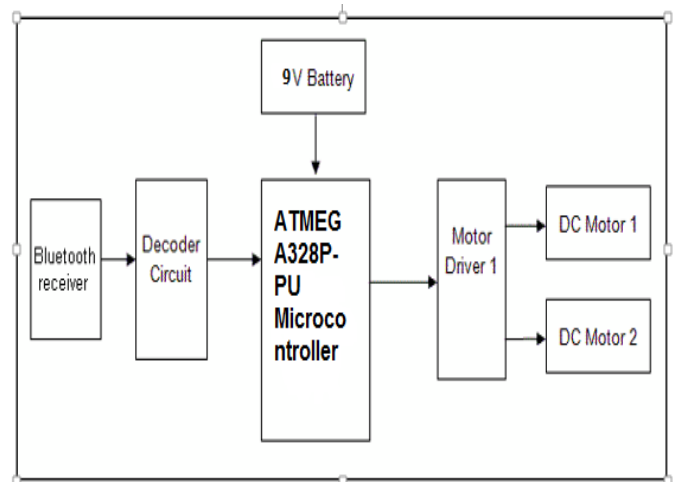 9V Battery
Bluetooth
receiver
Decoder
Circuit
ATMEG
A328P-
PU
Microco
ntroller
Motor
Driver 1
DC Motor 1
DC Motor 2